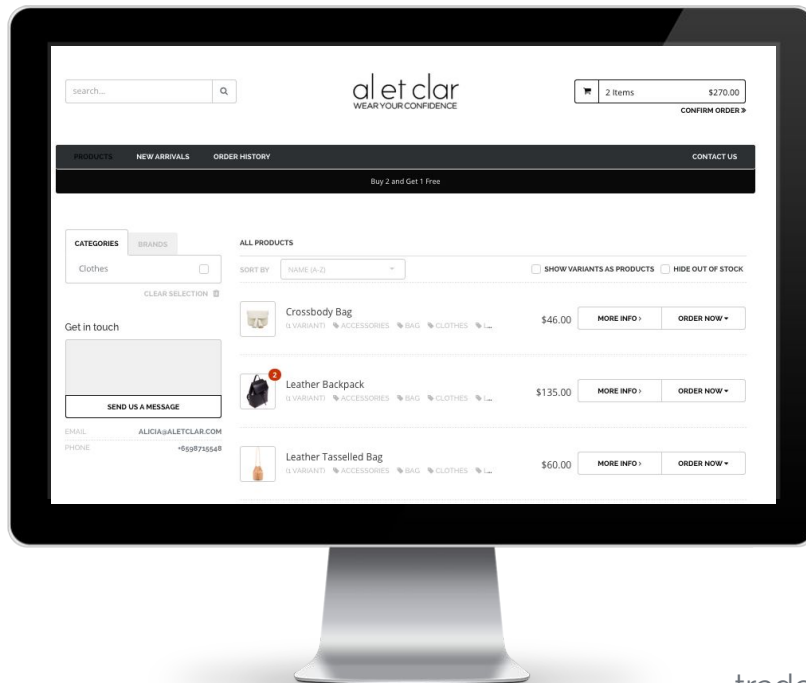 search...
al et clar
WEAR YOUR CONFIDENCE
2 Items $270.00
CONFIRM ORDER »
PRODUCTS NEW ARRIVALS ORDER HISTORY CONTACT US
Buy 2 and Get 1 Free
CATEGORIES BRANDS
Clothes
CLEAR SELECTION
Get in touch
SEND US A MESSAGE
EMAIL ALICIA@ALETCLAR.COM
PHONE +6598715548
ALL PRODUCTS
SORT BY NAME (A-Z) SHOW VARIANTS AS PRODUCTS HIDE OUT OF STOCK
Crossbody Bag
(1 VARIANT) ACCESSORIES BAG CLOTHES L...
$46.00 MORE INFO › ORDER NOW
2
Leather Backpack
(1 VARIANT) ACCESSORIES BAG CLOTHES L...
$135.00 MORE INFO › ORDER NOW
Leather Tasselled Bag
(1 VARIANT) ACCESSORIES BAG CLOTHES L...
$60.00 MORE INFO › ORDER NOW